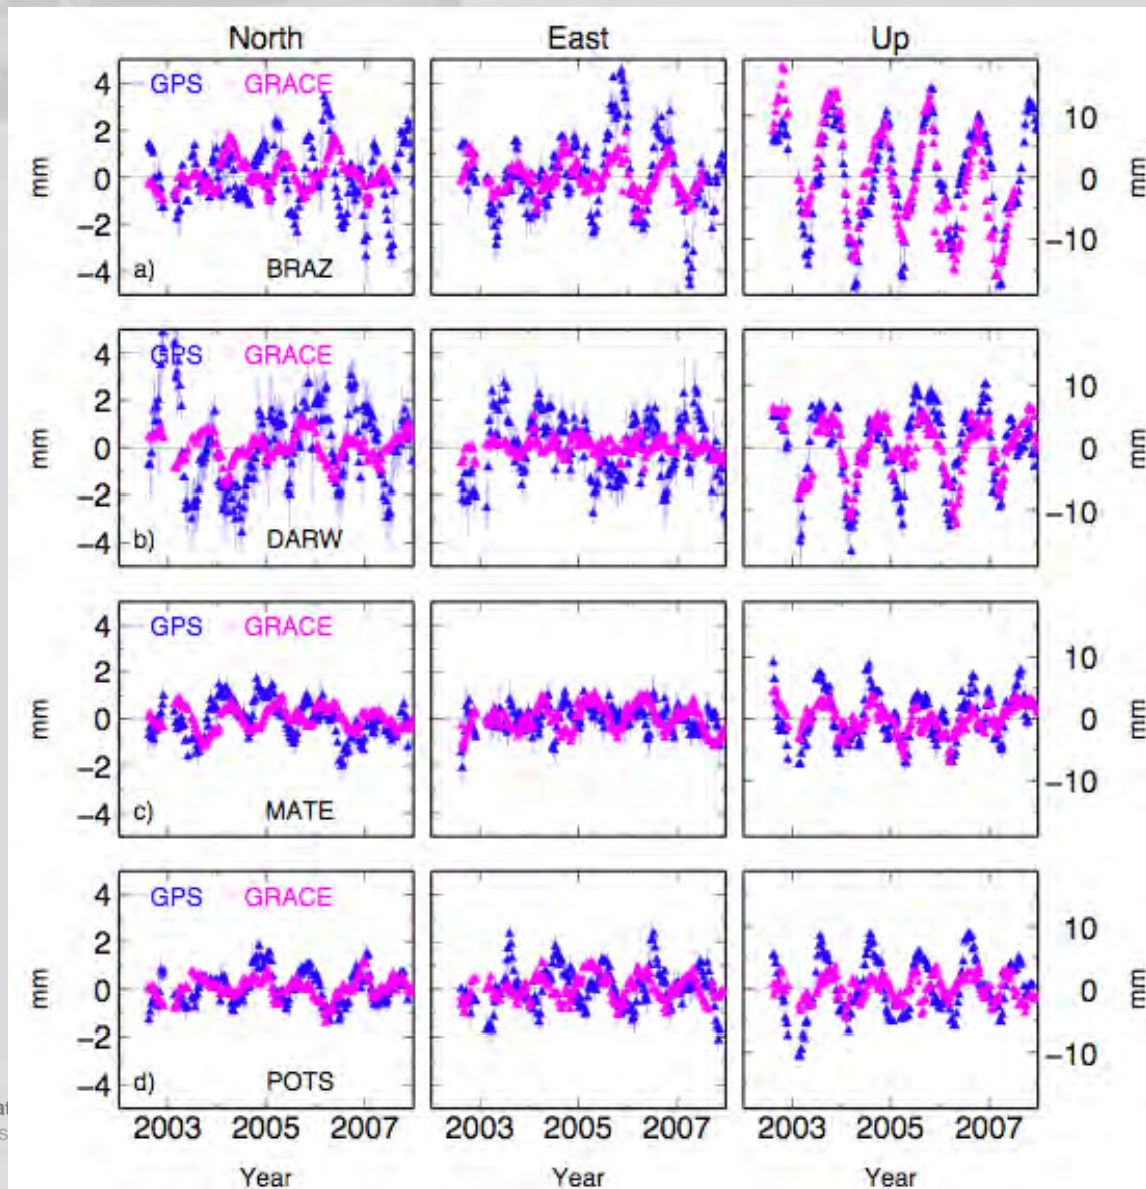 North East Up
4
2
0
−2
−4
mm
GPS GRACE
a) BRAZ
10
0
−10
mm
4
2
0
−2
−4
mm
GPS GRACE
b) DARW
10
0
−10
mm
4
2
0
−2
−4
mm
GPS GRACE
c) MATE
10
0
−10
mm
4
2
0
−2
−4
mm
GPS GRACE
d) POTS
10
0
−10
mm
2003 2005 2007 2003 2005 2007 2003 2005 2007
Year Year Year